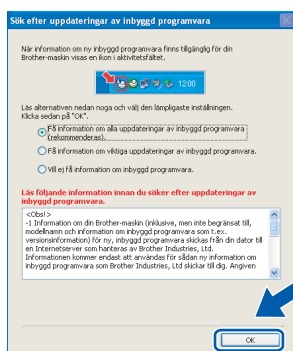 Sök efter uppdateringar av inbyggd programvara
När information om ny inbyggd programvara finns tillgänglig för din
Brother-maskin visas en ikon i aktivitetsfältet.
12:00
Läs alternativen nedan noga och välj den lämpligaste inställningen.
Klicka sedan på "OK".
Få information om alla uppdateringar av inbyggd programvara
(rekommenderas).
Få information om viktiga uppdateringar av inbyggd programvara.
Vill ej få information om inbyggd programvara.
Läs följande information innan du söker efter uppdateringar av
inbyggd programvara.
<Obs!>
-1 Information om din Brother-maskin (inklusive, men inte begränsat till,
modellnamn och information om inbyggd programvara som t.ex.
versionsinformation) för ny, inbyggd programvara skickas från din dator till
en Internetserver som hanteras av Brother Industries, Ltd.
Informationen kommer endast att användas för sådan ny information om
inbyggd programvara som Brother Industries, Ltd skickar till dig. Angiven
OK